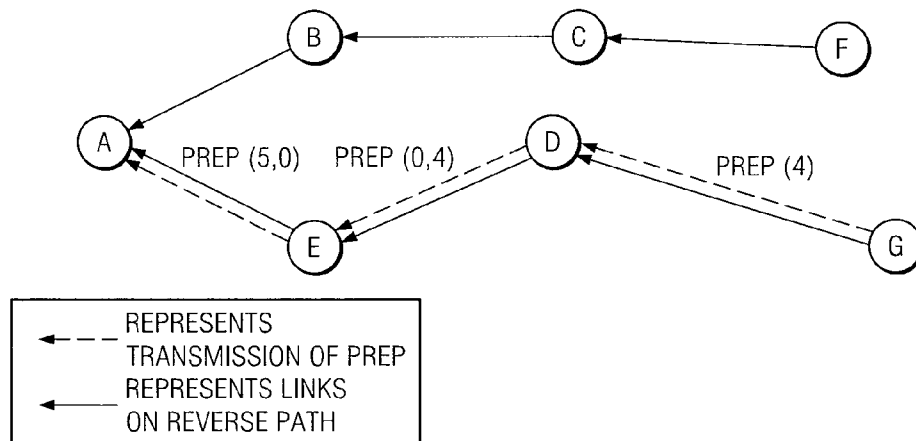 B
C
F
A
PREP (5,0)
PREP (0,4)
D
PREP (4)
E
G
REPRESENTS
TRANSMISSION OF PREP
REPRESENTS LINKS
ON REVERSE PATH